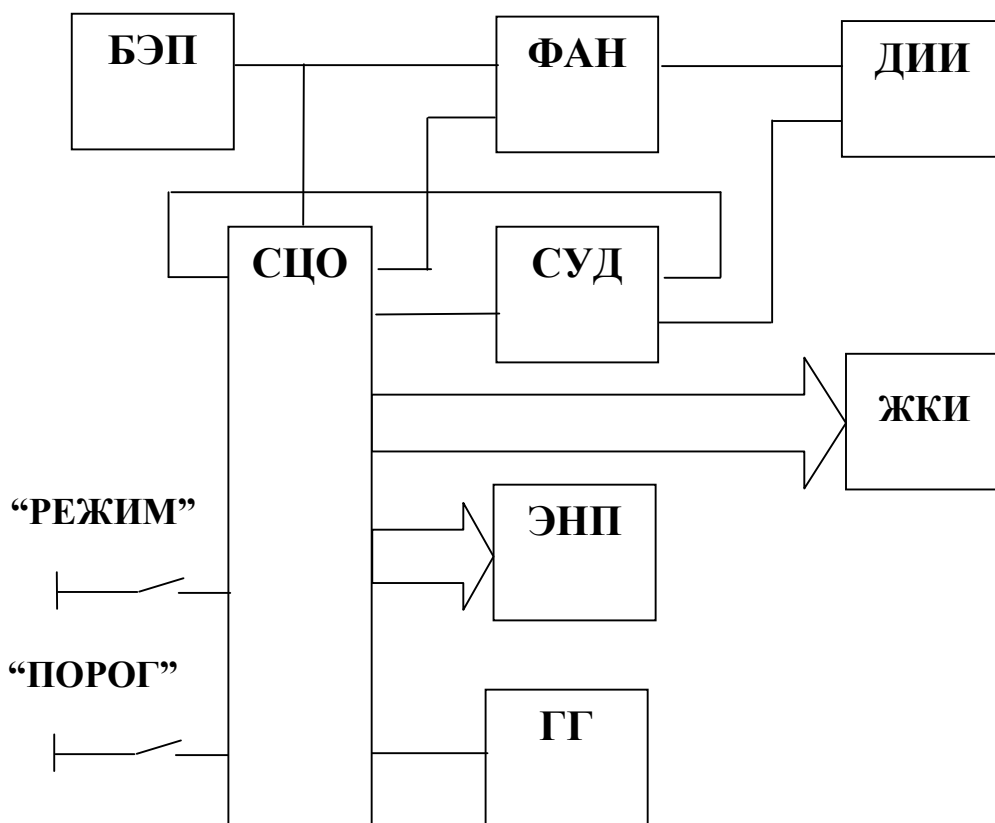 БЭП
ФАН
ДИИ
СЦО
СУД
ЖКИ
“РЕЖИМ”
ЭНП
“ПОРОГ”
ГГ